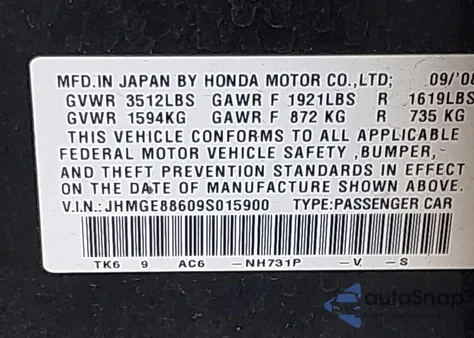 MFD.IN JAPAN BY HONDA MOTOR CO.,LTD; 09/'08
GVWR 3512LBS GAWR F 1921LBS R 1619LBS
GVWR 1594KG GAWR F 872 KG R 735 KG
THIS VEHICLE CONFORMS TO ALL APPLICABLE
FEDERAL MOTOR VEHICLE SAFETY ,BUMPER,
AND THEFT PREVENTION STANDARDS IN EFFECT
ON THE DATE OF MANUFACTURE SHOWN ABOVE.
V.I.N.:JHMGE88609S015900 TYPE:PASSENGER CAR
TK6 9 AC6 -NH731P -V -S
autoSnap